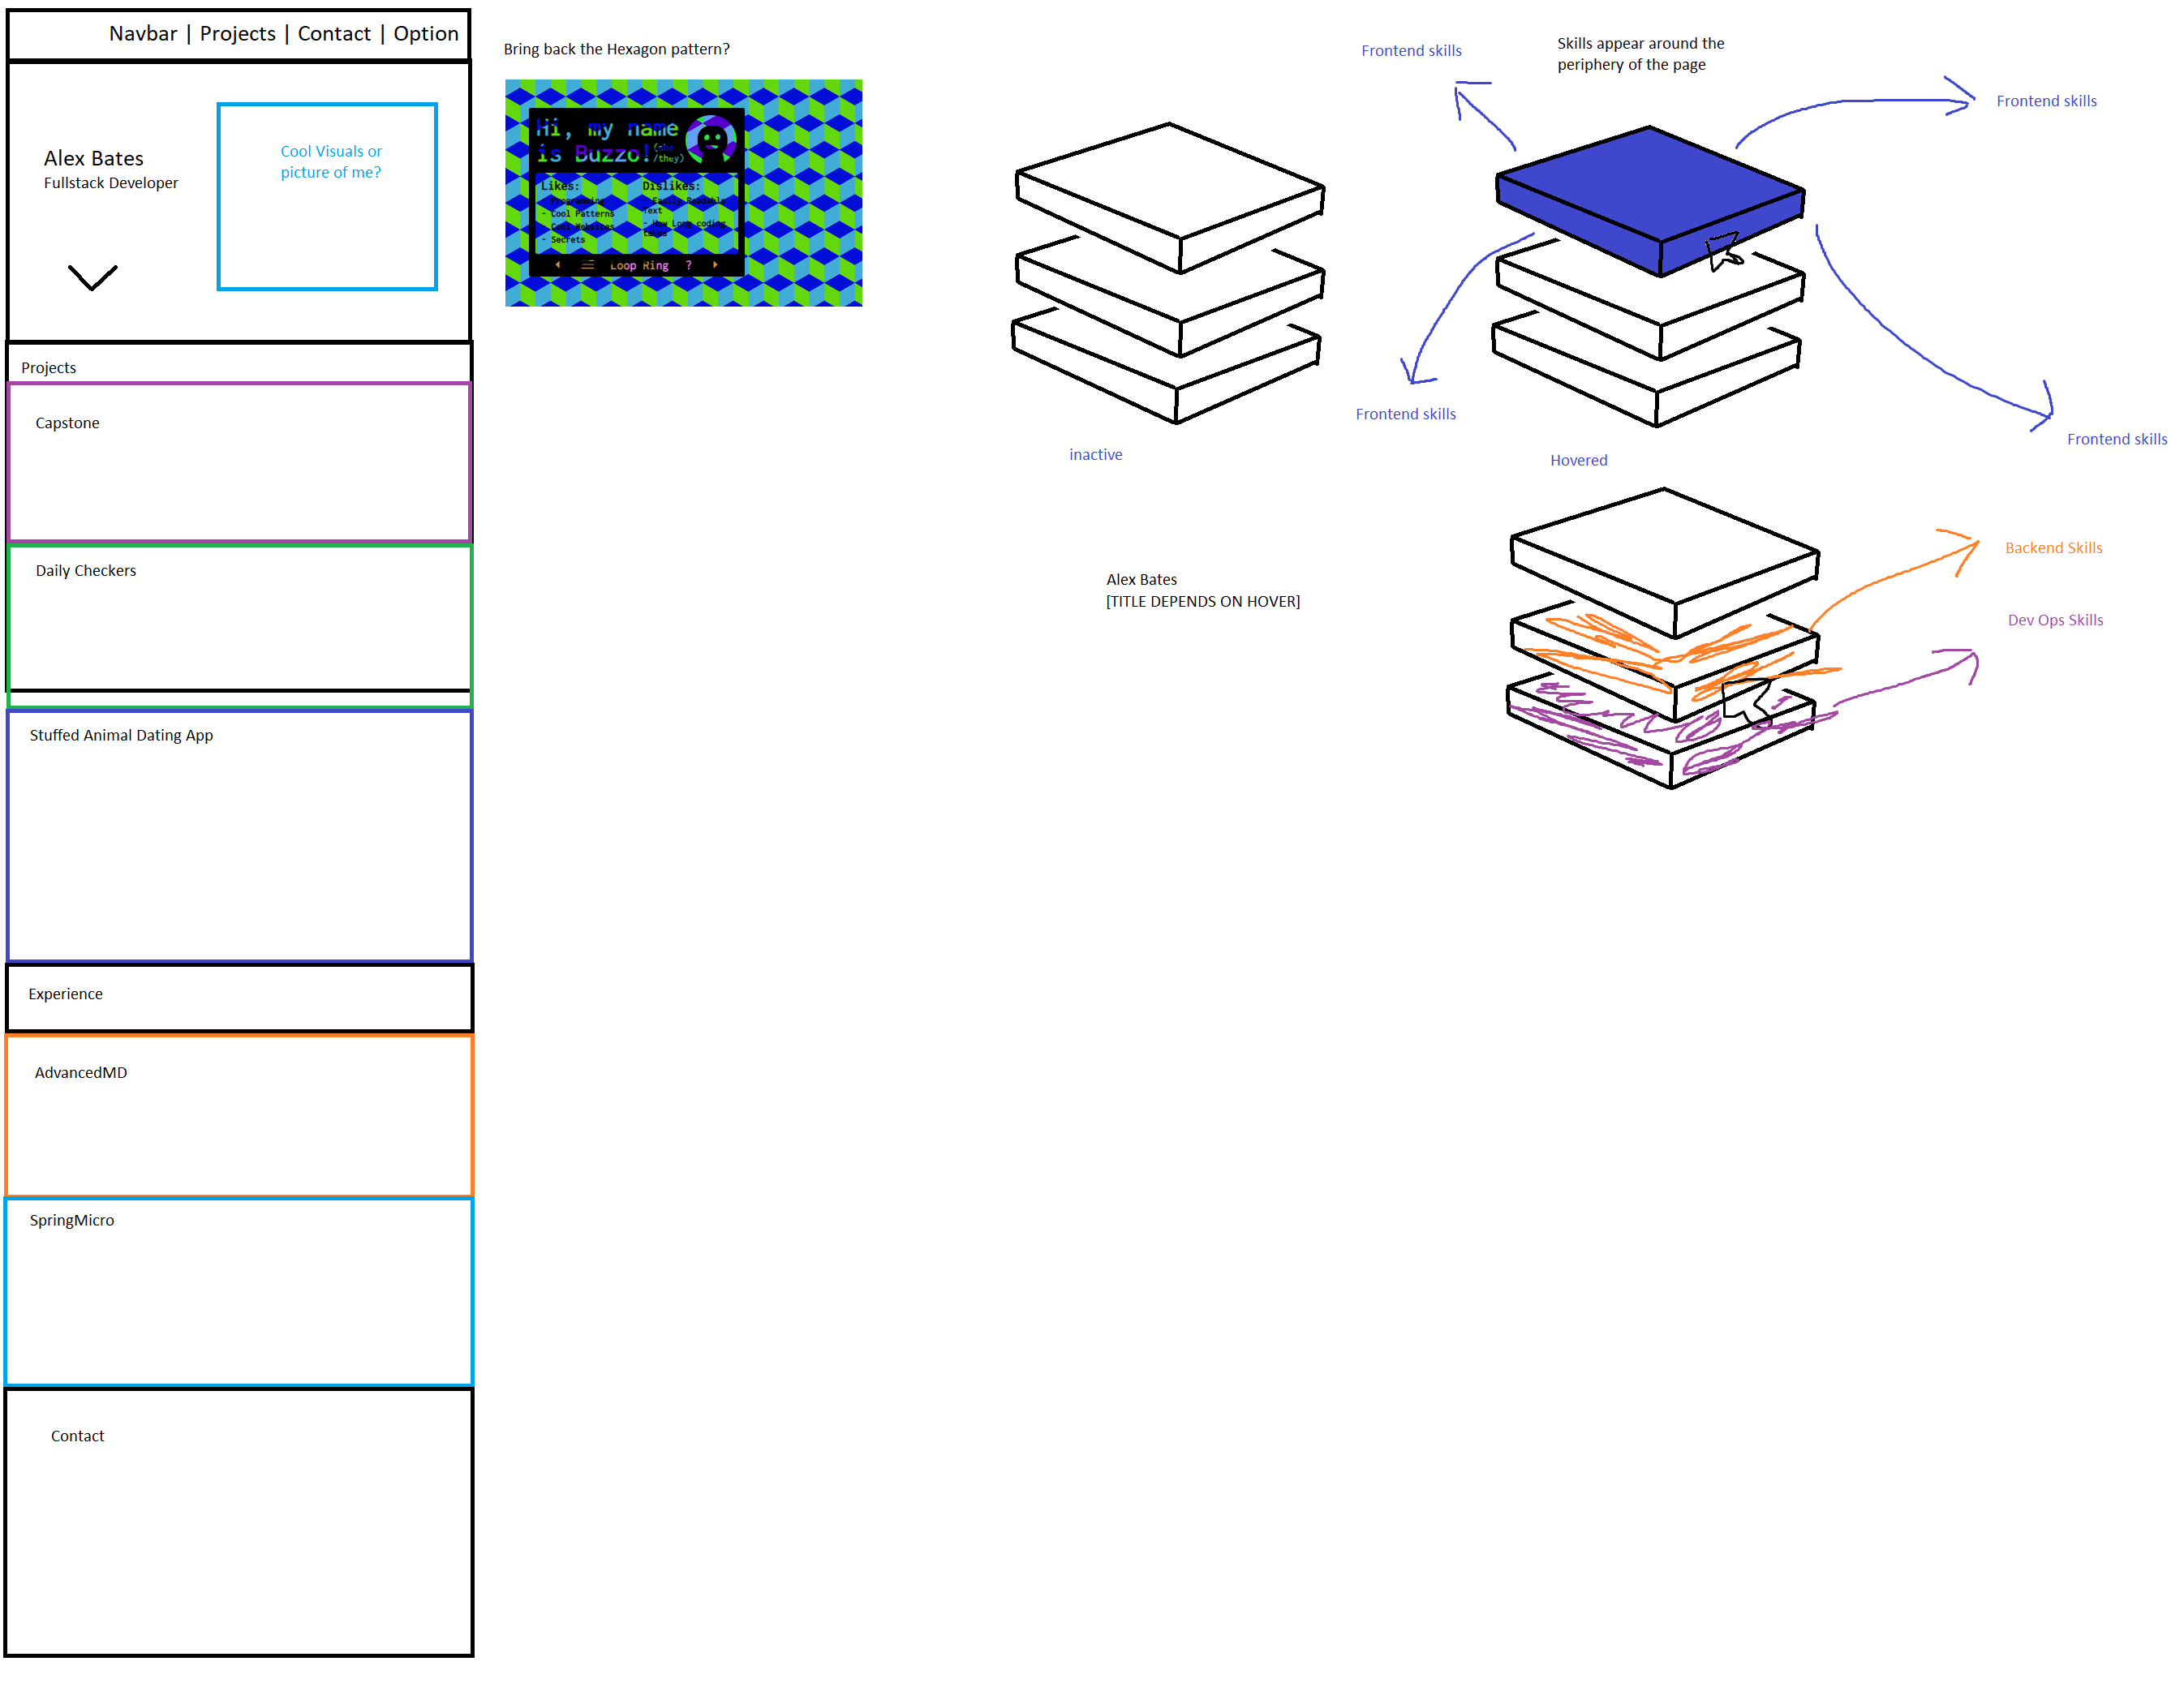 Navbar | Projects | Contact | Option
Alex Bates
Fullstack Developer
Cool Visuals or
picture of me?
Projects
Capstone
Daily Checkers
Stuffed Animal Dating App
Experience
AdvancedMD
SpringMicro
Contact
Bring back the Hexagon pattern?
Hi, my name
is Buzzo!
(she
/they)
Likes:
- Programming
- Cool Patterns
- Cool Websites
- Secrets
Dislikes:
- Easily Readable
Text
- How Long coding
takes
Loop Ring ?
inactive
Alex Bates
[TITLE DEPENDS ON HOVER]
Skills appear around the
periphery of the page
Frontend skills
Frontend skills
Frontend skills
Frontend skills
Hovered
Backend Skills
Dev Ops Skills